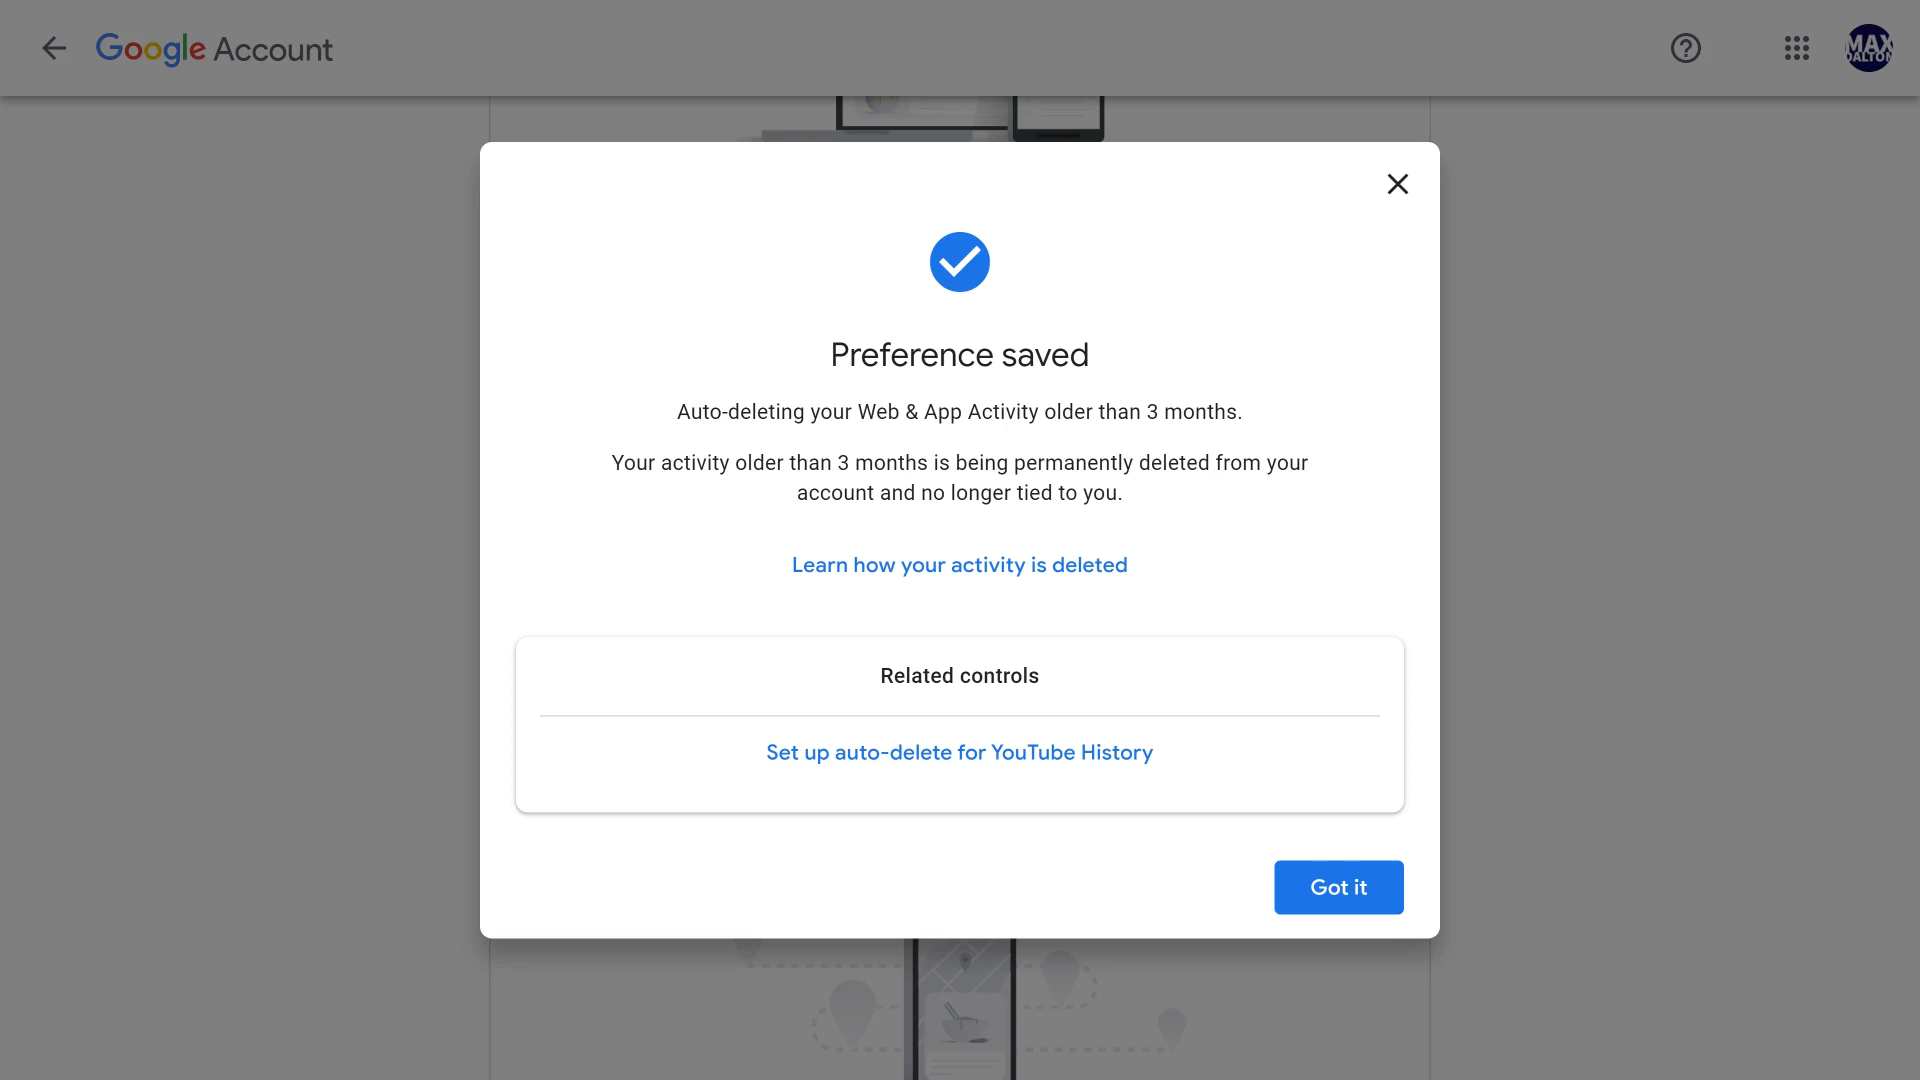 Google Account
MAX
DALTON
Preference saved
Auto-deleting your Web & App Activity older than 3 months.
Your activity older than 3 months is being permanently deleted from your
account and no longer tied to you.
Learn how your activity is deleted
Related controls
Set up auto-delete for YouTube History
Got it